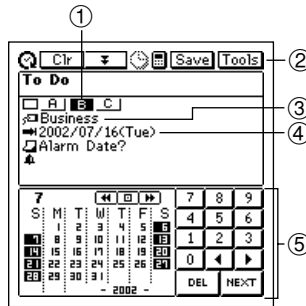 ①
Clr Save Tools ②
To Do
A B C
Business ③
2002/07/16(Tue) ④
Alarm Date?
7
S M T W T F S
1 2 3 4 5 6
7 8 9 10 11 12 13
14 15 16 17 18 19 20
21 22 23 24 25 26 27
28 29 30 31
- 2002 -
7 8 9
4 5 6
1 2 3
0
DEL NEXT
⑤